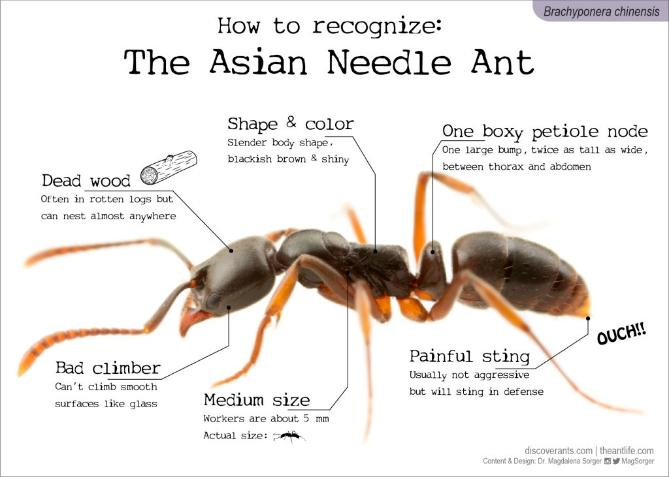 Brachyponera chinensis
How to recognize:
The Asian Needle Ant
Shape & color
Slender body shape,
blackish brown & shiny
One boxy petiole node
One large bump, twice as tall as wide,
between thorax and abdomen
Dead wood
Often in rotten logs but
can nest almost anywhere
OUCH!!
Painful sting
Usually not aggressive
but will sting in defense
Bad climber
Can't climb smooth
surfaces like glass
Medium size
Workers are about 5 mm
Actual size:
discoverants.com | theantlife.com
Content & Design: Dr. Magdalena Sorger MagSorger